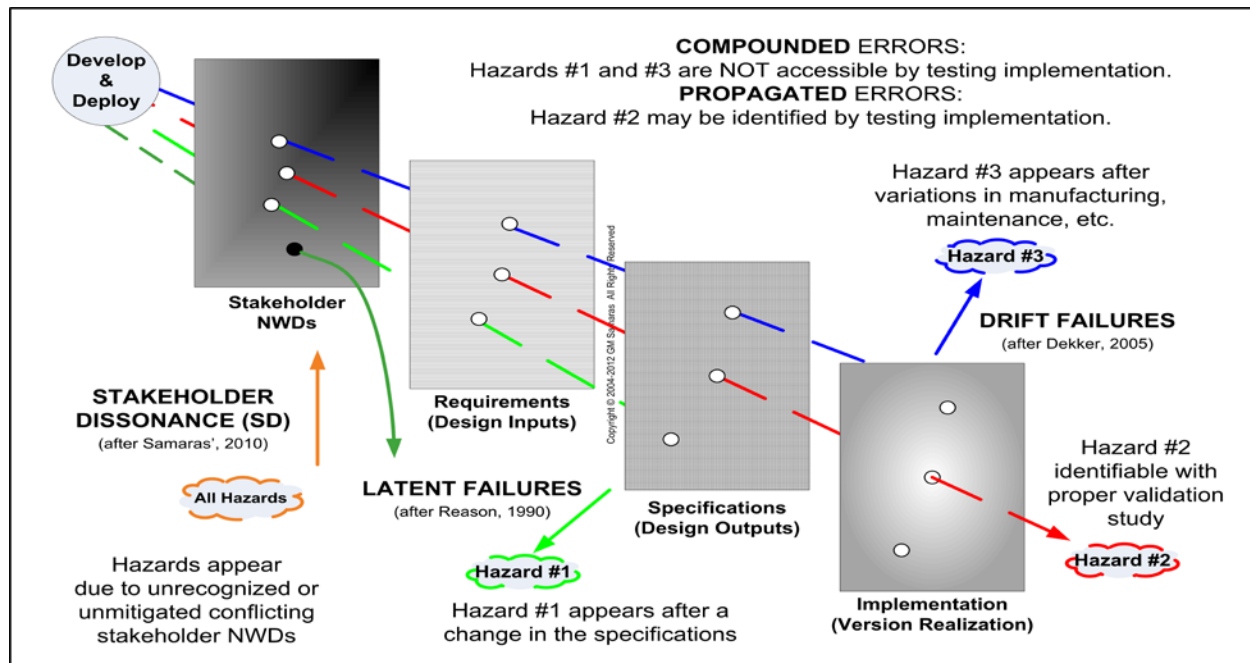 Develop
&
Deploy
COMPOUNDED ERRORS:
Hazards #1 and #3 are NOT accessible by testing implementation.
PROPAGATED ERRORS:
Hazard #2 may be identified by testing implementation.
Hazard #3 appears after
variations in manufacturing,
maintenance, etc.
Hazard #3
Stakeholder
NWDs
DRIFT FAILURES
(after Dekker, 2005)
STAKEHOLDER
DISSONANCE (SD)
(after Samaras', 2010)
Requirements
(Design Inputs)
Copyright © 2004-2012 GM Samaras All Rights Reserved
All Hazards
LATENT FAILURES
(after Reason, 1990)
Specifications
(Design Outputs)
Hazard #2
identifiable with
proper validation
study
Hazard #2
Hazards appear
due to unrecognized or
unmitigated conflicting
stakeholder NWDs
Hazard #1
Hazard #1 appears after a
change in the specifications
Implementation
(Version Realization)